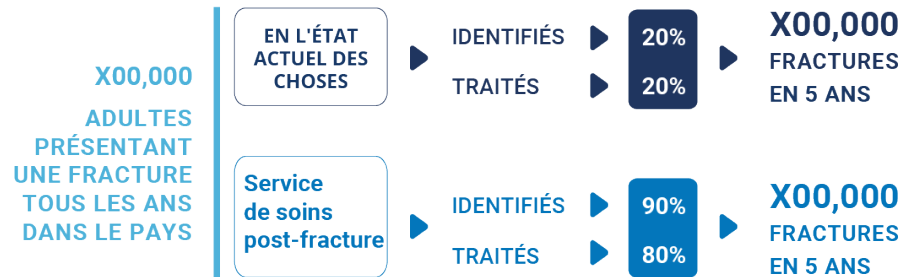 X00,000
ADULTES
PRÉSENTANT
UNE FRACTURE
TOUS LES ANS
DANS LE PAYS
EN L'ÉTAT
ACTUEL DES
CHOSES
IDENTIFIÉS
20%
TRAITÉS
20%
X00,000
FRACTURES
EN 5 ANS
Service
de soins
post-fracture
IDENTIFIÉS
90%
TRAITÉS
80%
X00,000
FRACTURES
EN 5 ANS